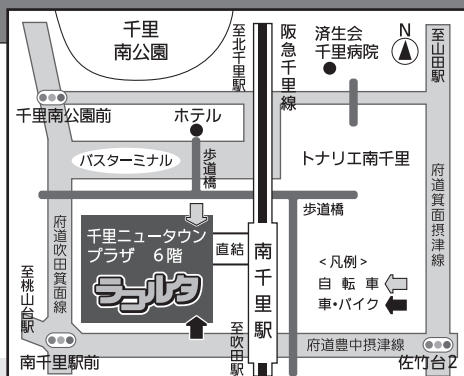 千里
南公園
至北千里駅
阪急千里線
済生会
千里病院
N
至山田駅
千里南公園前
ホテル
バスターミナル
歩道橋
トナリエ南千里
府道箕面摂津線
歩道橋
府道吹田箕面線
千里ニュータウン
プラザ 6階
ラコルタ
直結
南千里駅
<凡例>
自転車
車・バイク
至桃山台駅
至吹田駅
府道豊中摂津線
南千里駅前
佐竹台2